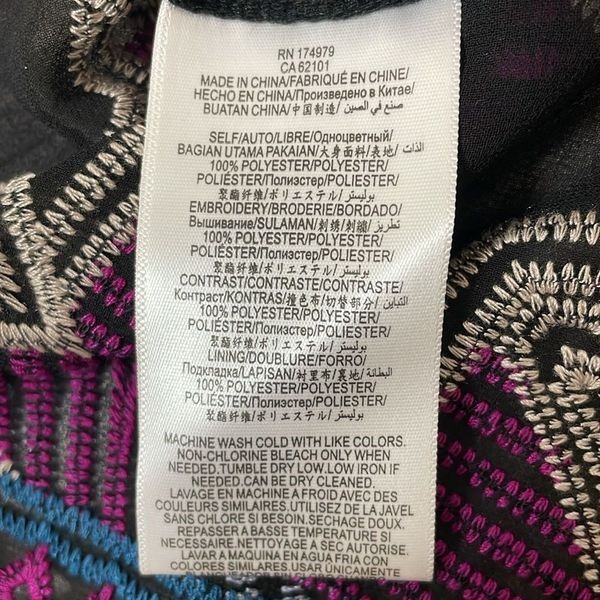 RN 174979
CA 62101
MADE IN CHINA/FABRIQUÉ EN CHINE/
HECHO EN CHINA/Произведено в Китае/
BUATAN CHINA/中国制造/ صنع في الصين
SELF/AUTO/LIBRE/Одноцветный/
BAGIAN UTAMA PAKAIAN/大身面料/表地/ الذات
100% POLYESTER/POLYESTER/
POLIÉSTER/Полиэстер/POLIESTER/
聚酯纤维/ポリエステル/بوليستر
EMBROIDERY/BRODERIE/BORDADO/
Вышивание/SULAMAN/刺绣/刺繍/ تطريز
100% POLYESTER/POLYESTER/
POLIÉSTER/Полиэстер/POLIESTER/
聚酯纤维/ポリエステル/بوليستر
CONTRAST/CONTRASTE/CONTRASTE/
Контраст/KONTRAS/撞色布/切替部分/ التباين
100% POLYESTER/POLYESTER/
POLIÉSTER/Полиэстер/POLIESTER/
聚酯纤维/ポリエステル/بوليستر
LINING/DOUBLURE/FORRO/
Подкладка/LAPISAN/衬里布/裏地/ البطانة
100% POLYESTER/POLYESTER/
POLIÉSTER/Полиэстер/POLIESTER/
聚酯纤维/ポリエステル/بوليستر
MACHINE WASH COLD WITH LIKE COLORS.
NON-CHLORINE BLEACH ONLY WHEN
NEEDED.TUMBLE DRY LOW.LOW IRON IF
NEEDED.CAN BE DRY CLEANED.
LAVAGE EN MACHINE A FROID AVEC DES
COULEURS SIMILAIRES.UTILISEZ DE LA JAVEL
SANS CHLORE SI BESOIN.SECHAGE DOUX.
REPASSER A BASSE TEMPERATURE SI
NECESSAIRE.NETTOYAGE A SEC AUTORISE.
LAVAR A MAQUINA EN AGUA FRIA CON
COLORES SIMILARES.USAR ÚNICAMENTE
BLANQUEADOR SIN CLORO